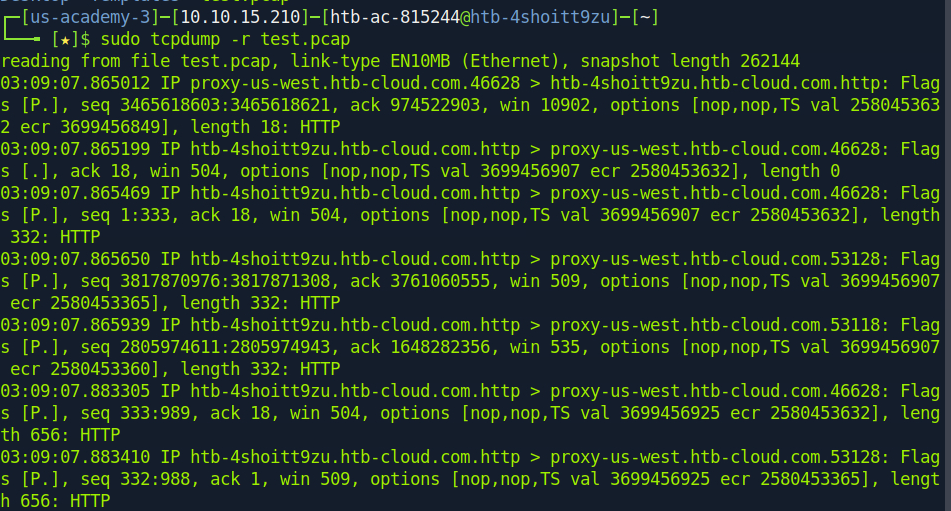 ┌─[us-academy-3]─[10.10.15.210]─[htb-ac-815244@htb-4shoitt9zu]─[~]
└──╼ [★]$ sudo tcpdump -r test.pcap
reading from file test.pcap, link-type EN10MB (Ethernet), snapshot length 262144
03:09:07.865012 IP proxy-us-west.htb-cloud.com.46628 > htb-4shoitt9zu.htb-cloud.com.http: Flag
s [P.], seq 3465618603:3465618621, ack 974522903, win 10902, options [nop,nop,TS val 258045363
2 ecr 3699456849], length 18: HTTP
03:09:07.865199 IP htb-4shoitt9zu.htb-cloud.com.http > proxy-us-west.htb-cloud.com.46628: Flag
s [.], ack 18, win 504, options [nop,nop,TS val 3699456907 ecr 2580453632], length 0
03:09:07.865469 IP htb-4shoitt9zu.htb-cloud.com.http > proxy-us-west.htb-cloud.com.46628: Flag
s [P.], seq 1:333, ack 18, win 504, options [nop,nop,TS val 3699456907 ecr 2580453632], length
 332: HTTP
03:09:07.865650 IP htb-4shoitt9zu.htb-cloud.com.http > proxy-us-west.htb-cloud.com.53128: Flag
s [P.], seq 3817870976:3817871308, ack 3761060555, win 509, options [nop,nop,TS val 3699456907
 ecr 2580453365], length 332: HTTP
03:09:07.865939 IP htb-4shoitt9zu.htb-cloud.com.http > proxy-us-west.htb-cloud.com.53118: Flag
s [P.], seq 2805974611:2805974943, ack 1648282356, win 535, options [nop,nop,TS val 3699456907
 ecr 2580453360], length 332: HTTP
03:09:07.883305 IP htb-4shoitt9zu.htb-cloud.com.http > proxy-us-west.htb-cloud.com.46628: Flag
s [P.], seq 333:989, ack 18, win 504, options [nop,nop,TS val 3699456925 ecr 2580453632], leng
th 656: HTTP
03:09:07.883410 IP htb-4shoitt9zu.htb-cloud.com.http > proxy-us-west.htb-cloud.com.53128: Flag
s [P.], seq 332:988, ack 1, win 509, options [nop,nop,TS val 3699456925 ecr 2580453365], lengt
h 656: HTTP